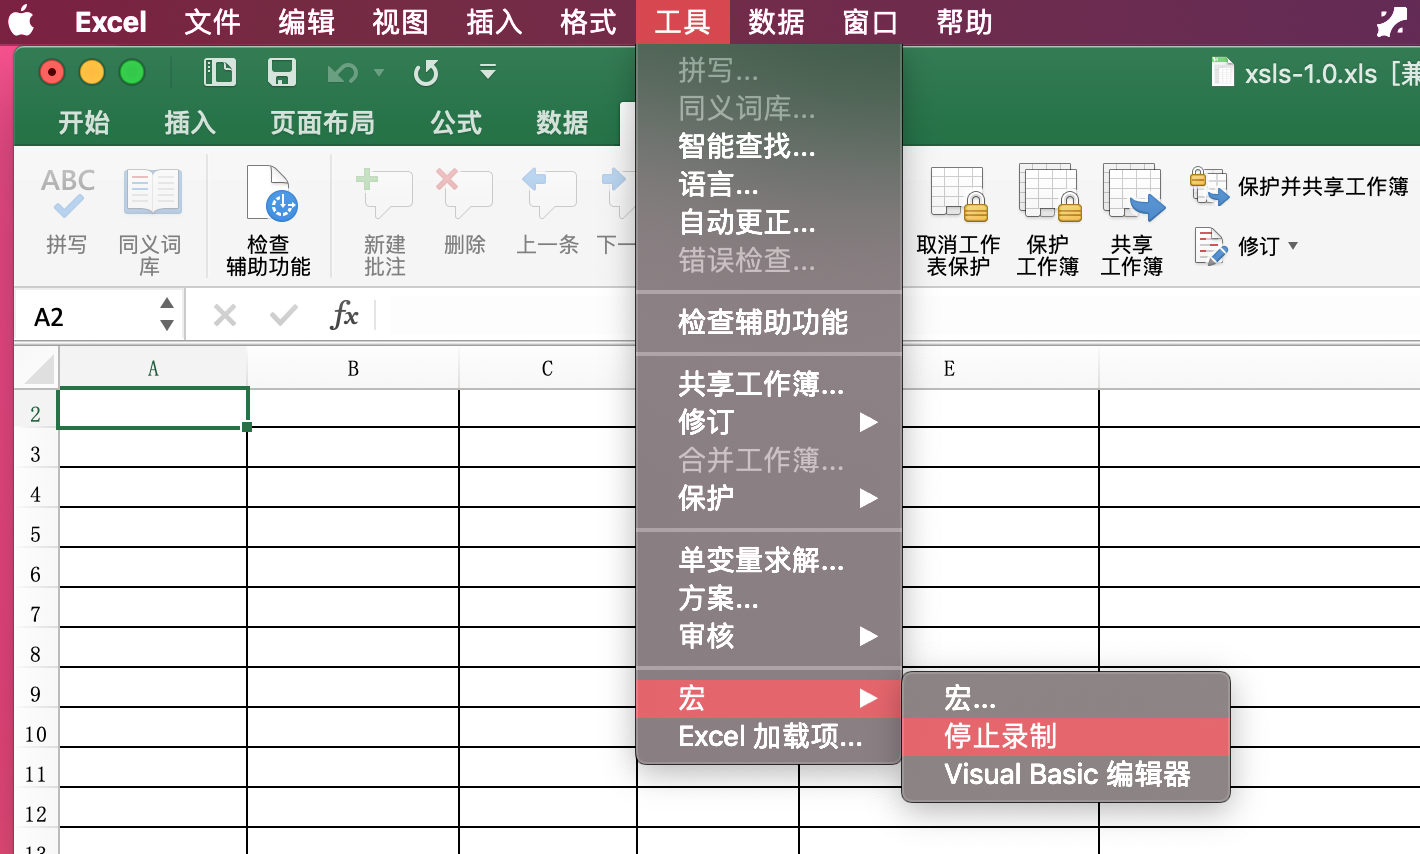 Excel 文件 编辑 视图 插入 格式 工具 数据 窗口 帮助
xsls-1.0.xls [兼
开始 插入 页面布局 公式 数据
ABC
拼写
同义词
库
检查
辅助功能
新建
批注
删除
上一条
下一
取消工作
表保护
保护
工作簿
共享
工作簿
保护并共享工作簿
修订
A2
fx
A B C E
2
3
4
5
6
7
8
9
10
11
12
13
拼写...
同义词库...
智能查找...
语言...
自动更正...
错误检查...
检查辅助功能
共享工作簿...
修订
合并工作簿...
保护
单变量求解...
方案...
审核
宏
Excel 加载项...
宏...
停止录制
Visual Basic 编辑器